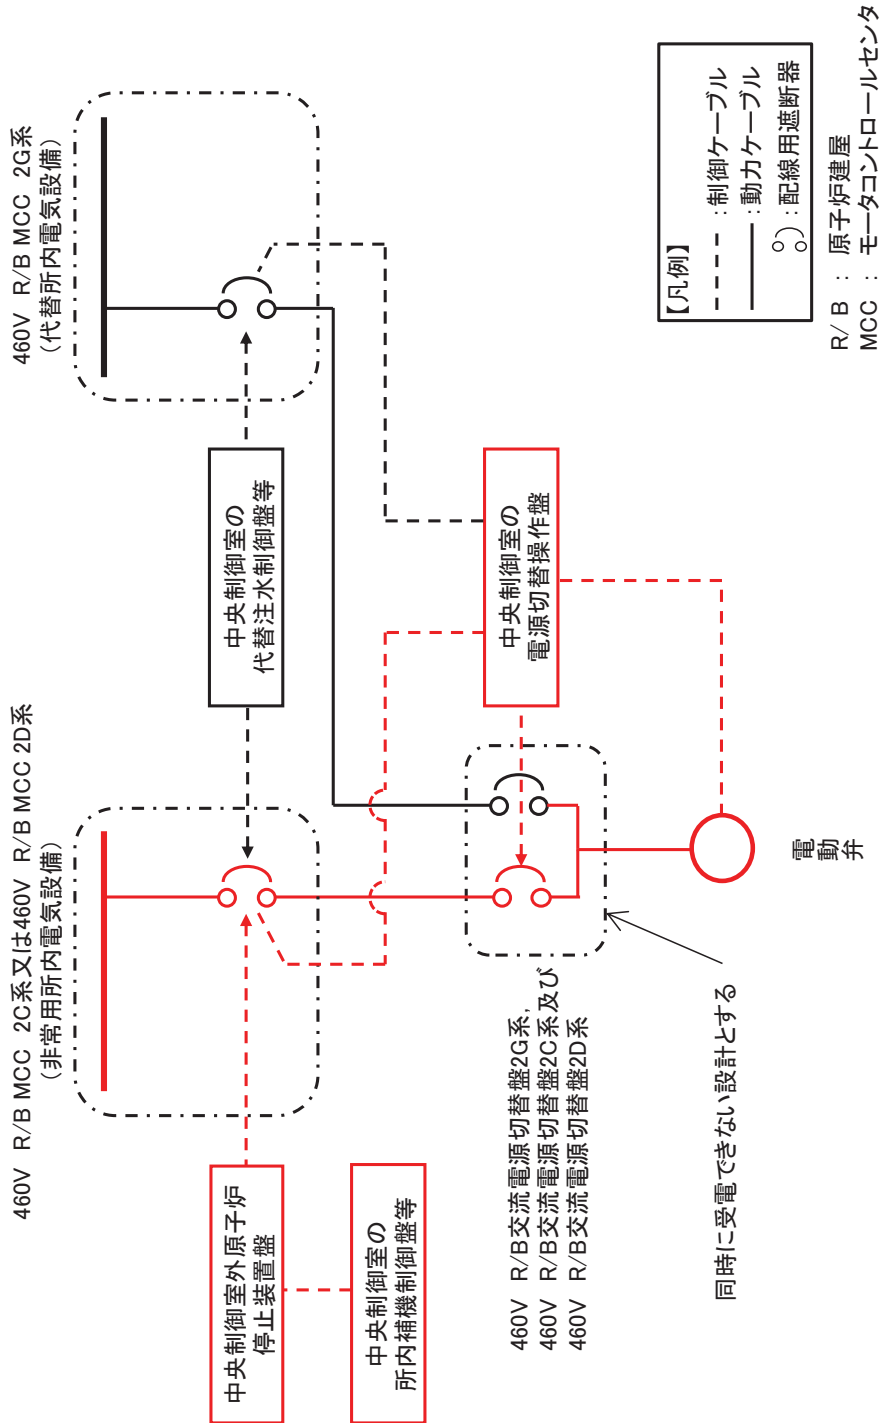 460V R/B MCC 2C系又は460V R/B MCC 2D系
(非常用所内電気設備)
460V R/B MCC 2G系
(代替所内電気設備)
中央制御室外原子炉
停止装置盤
中央制御室の
代替注水制御盤等
中央制御室の
所内補機制御盤等
中央制御室の
電源切替操作盤
460V R/B交流電源切替盤2G系,
460V R/B交流電源切替盤2C系及び
460V R/B交流電源切替盤2D系
同時に受電できない設計とする
電動弁
【凡例】
:制御ケーブル
:動力ケーブル
:配線用遮断器
R/ B : 原子炉建屋
MCC : モータコントロールセンタ